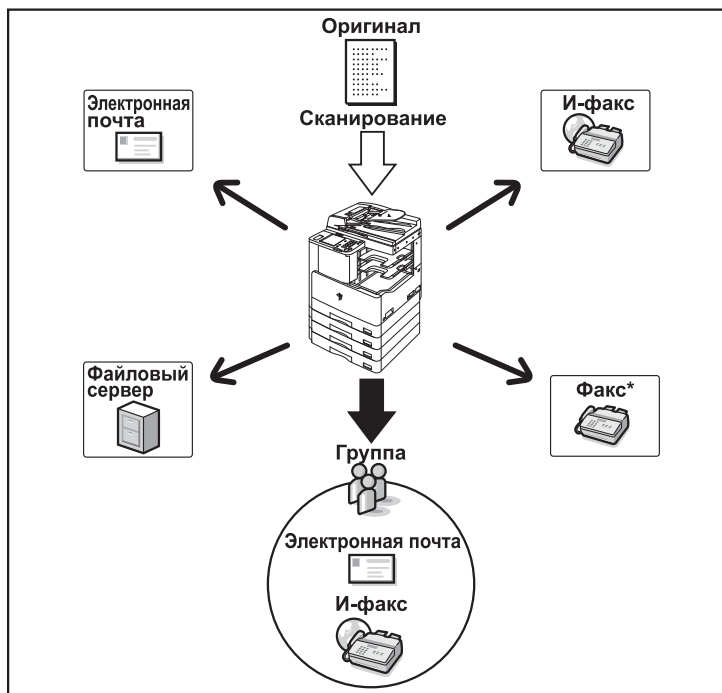 Оригинал
Сканирование
Электронная
почта
И-факс
Файловый
сервер
Факс*
Группа
Электронная почта
И-факс